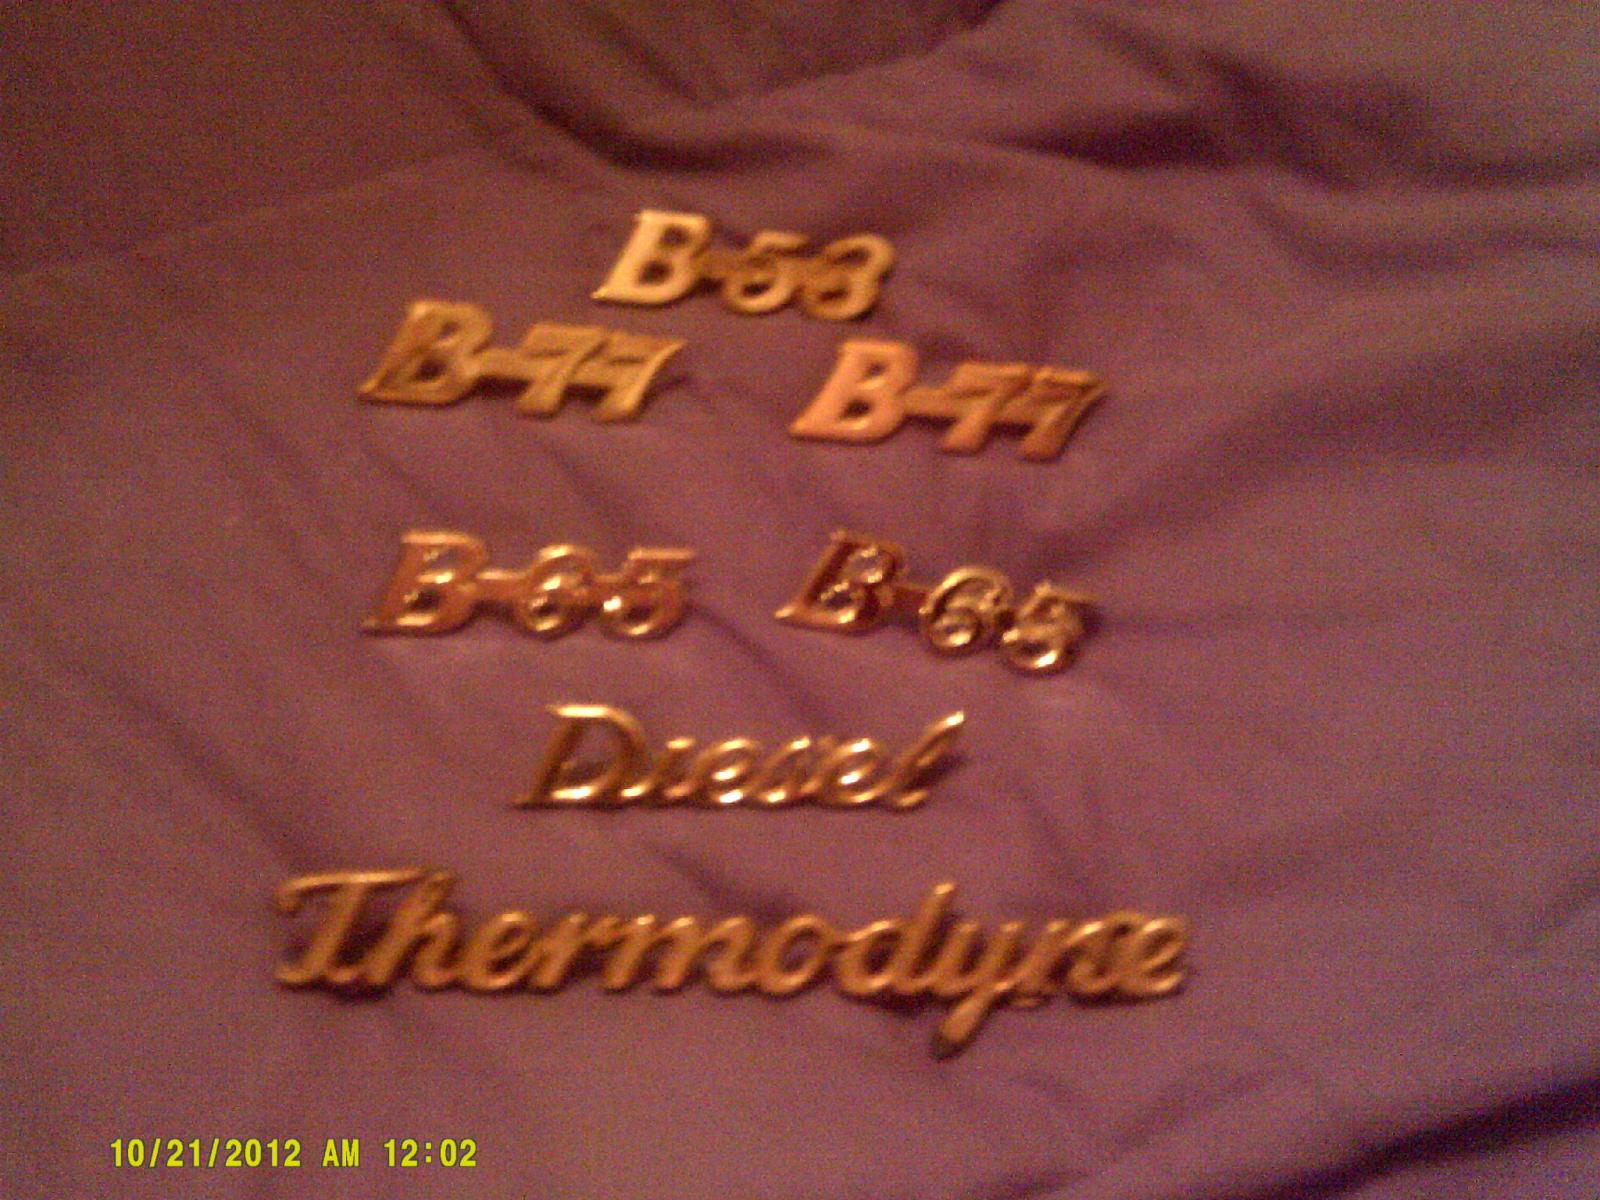 B-53
B-77 B-77
B-65 B-65
Diesel
Thermodyne
10/21/2012 AM 12:02